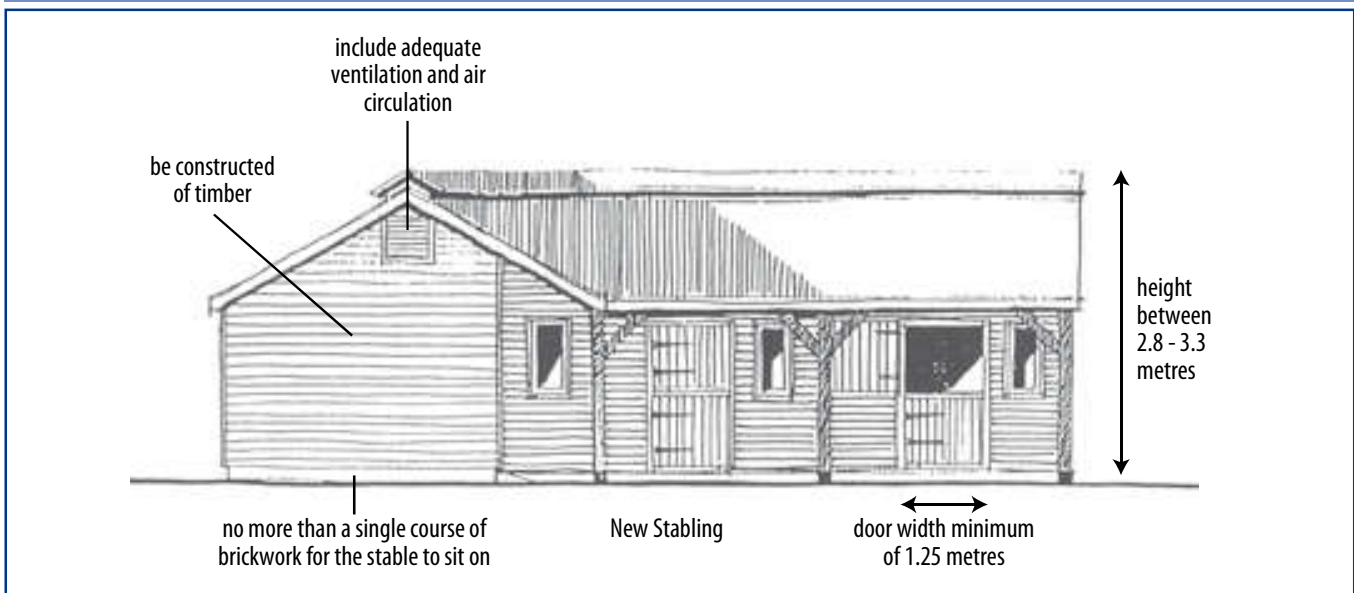 include adequate
ventilation and air
circulation
be constructed
of timber
height
between
2.8 - 3.3
metres
no more than a single course of
brickwork for the stable to sit on
New Stabling
door width minimum
of 1.25 metres